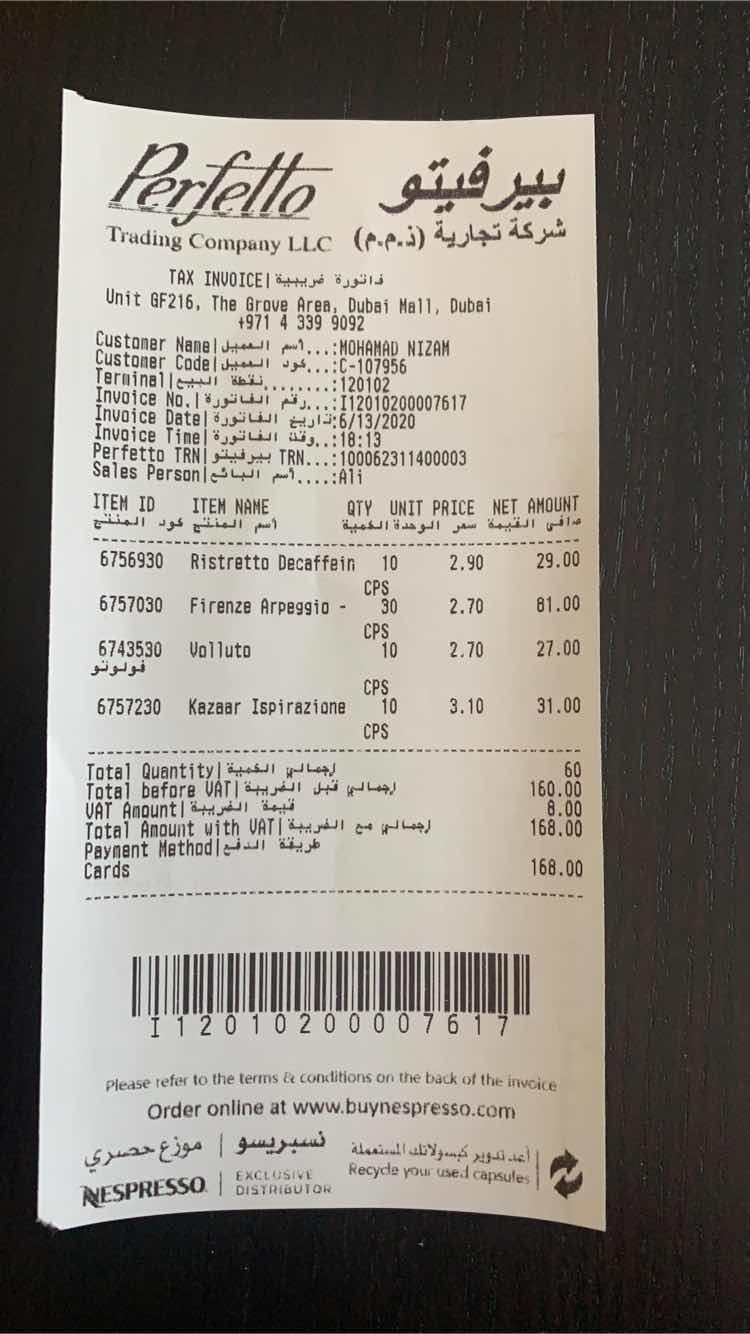 Perfetto بيرفيتو
Trading Company LLC شركة تجارية (ذ.م.م)
TAX INVOICE|فاتورة ضريبية
Unit GF216, The Grove Area, Dubai Mall, Dubai
+971 4 339 9092
Customer Name|أسم العميل...:MOHAMAD NIZAM
Customer Code|كود العميل...:C-107956
Terminal|نقطة البيع........:120102
Invoice No.|رقم الفاتورة...:I12010200007617
Invoice Date|تاريخ الفاتورة:6/13/2020
Invoice Time|وقت الفاتورة..:18:13
Perfetto TRN|بيرفيتو TRN...:100062311400003
Sales Person|أسم البائع....:Ali
ITEM ID ITEM NAME QTY UNIT PRICE NET AMOUNT
كود المنتج أسم المنتج الكمية سعر الوحدة صافي القيمة
6756930 Ristretto Decaffein 10 2.90 29.00
CPS
6757030 Firenze Arpeggio - 30 2.70 81.00
CPS
6743530 Volluto 10 2.70 27.00
فولوتو
CPS
6757230 Kazaar Ispirazione 10 3.10 31.00
CPS
Total Quantity|إجمالي الكمية 60
Total before VAT|إجمالي قبل الضريبة 160.00
VAT Amount|قيمة الضريبة 8.00
Total Amount with VAT|إجمالي مع الضريبة 168.00
Payment Method|طريقة الدفع
Cards 168.00
I12010200007617
Please refer to the terms & conditions on the back of the invoice
Order online at www.buynespresso.com
نسبريسو | موزع حصري
أعد تدوير كبسولاتك المستعملة
NESPRESSO | EXCLUSIVE DISTRIBUTOR
Recycle your used capsules